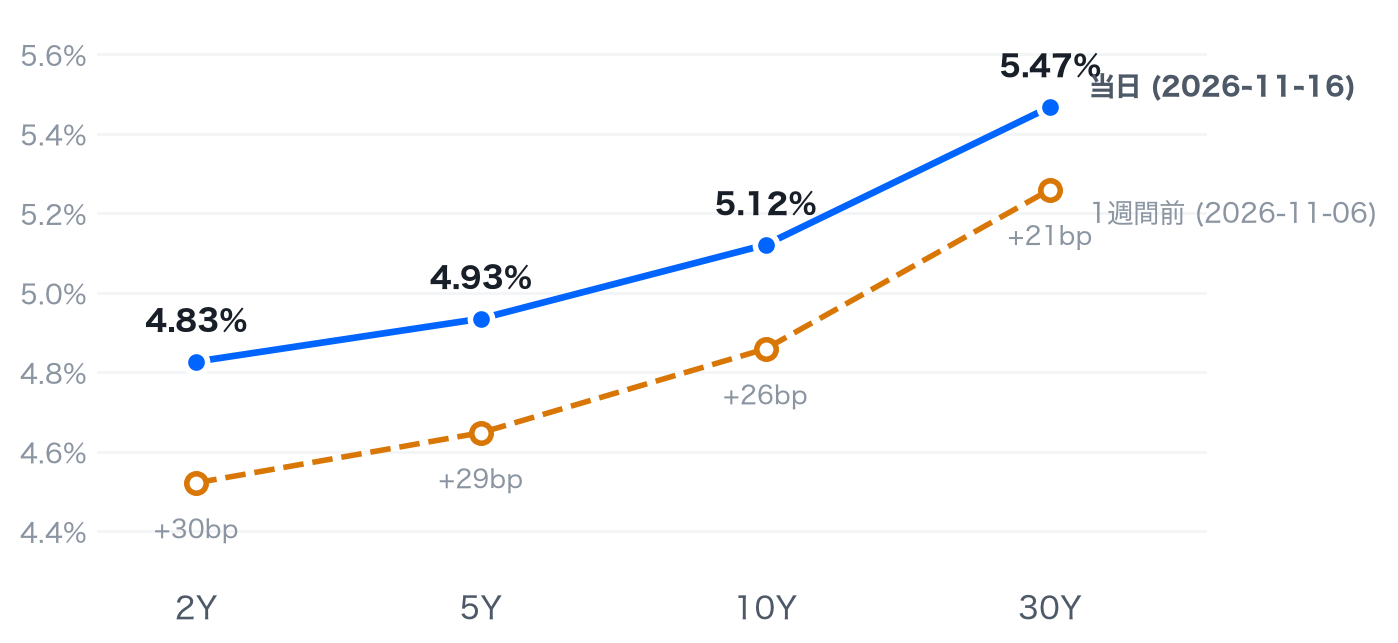 5.6%
5.47%
当日 (2026-11-16)
5.4%
5.2%
5.12%
1週間前 (2026-11-06)
+21bp
5.0%
4.93%
4.83%
4.8%
+26bp
4.6%
+29bp
4.4%
+30bp
2Y
5Y
10Y
30Y